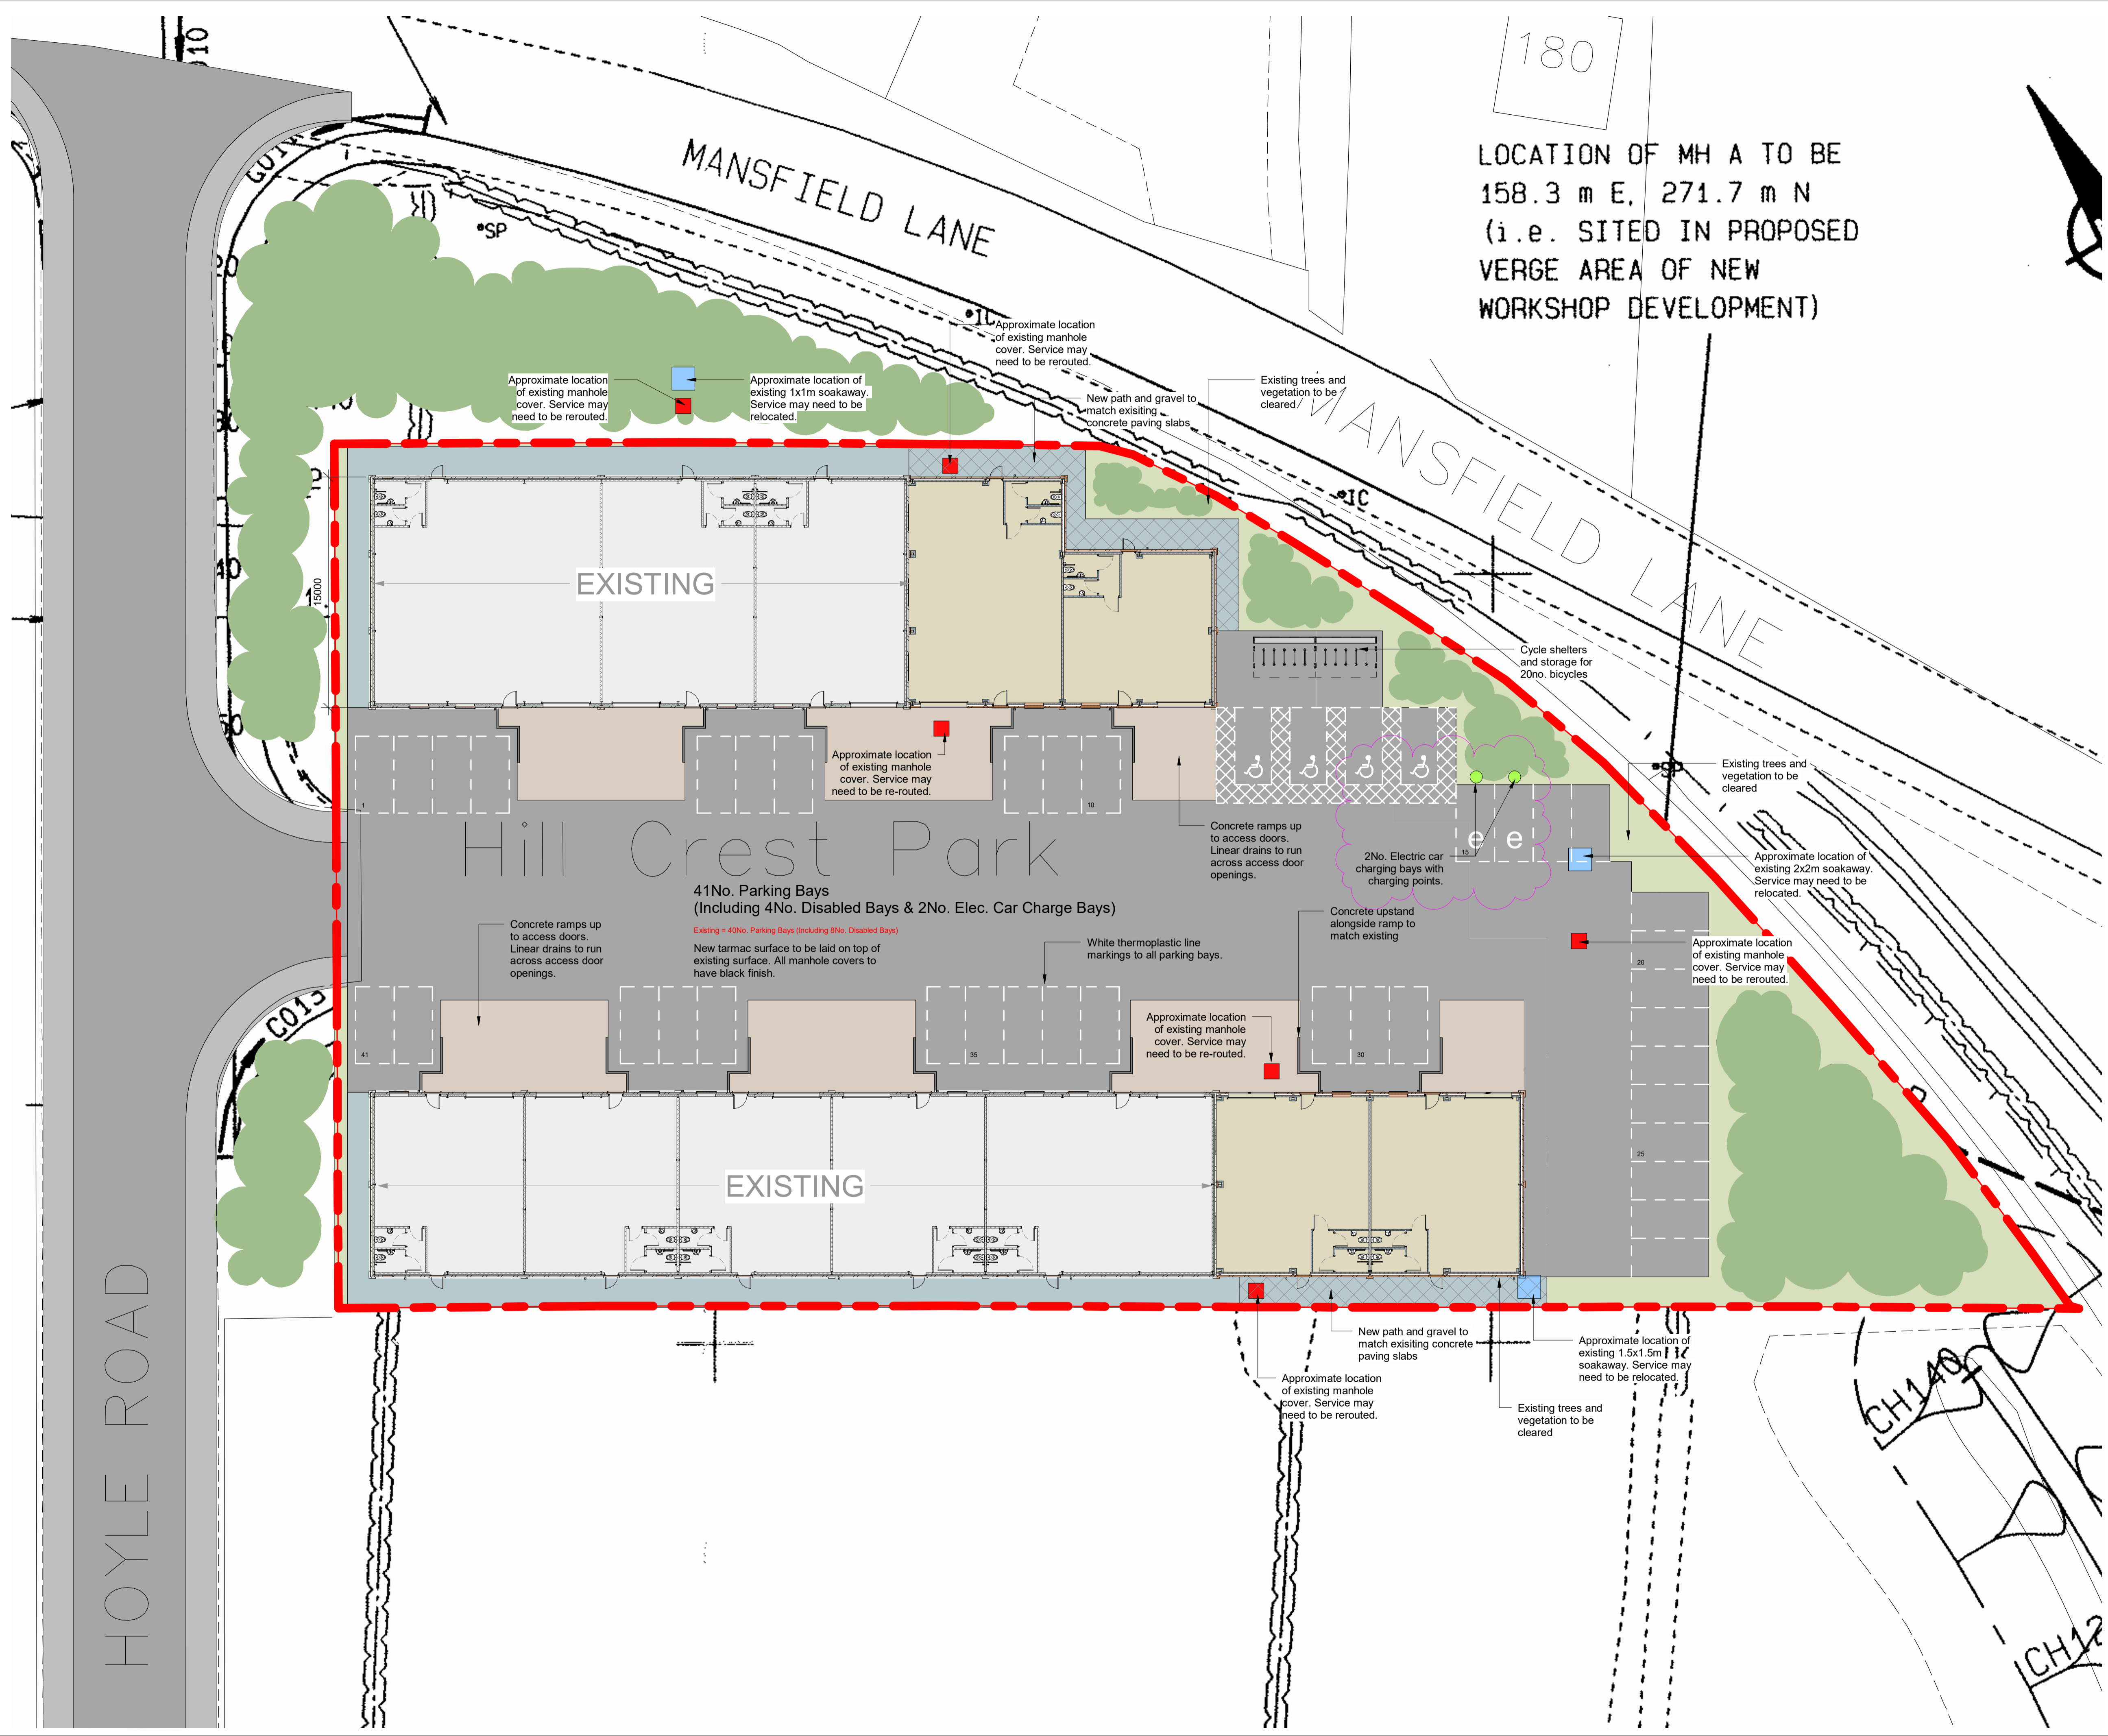 180
LOCATION OF MH A TO BE
158.3 m E, 271.7 m N
(i.e. SITED IN PROPOSED
VERGE AREA OF NEW
WORKSHOP DEVELOPMENT)
MANSFIELD LANE
SP
IC
Approximate location
of existing manhole
cover. Service may
need to be rerouted.
Approximate location
of existing manhole
cover. Service may
need to be rerouted.
Approximate location of
existing 1x1m soakaway.
Service may need to be
relocated.
New path and gravel to
match exisiting
concrete paving slabs
Existing trees and
vegetation to be
cleared
MANSFIELD LANE
IC
15000
EXISTING
Cycle shelters
and storage for
20no. bicycles
Approximate location
of existing manhole
cover. Service may
need to be re-routed.
1
10
Existing trees and
vegetation to be
cleared
Hill Crest Park
Concrete ramps up
to access doors.
Linear drains to run
across access door
openings.
2No. Electric car
charging bays with
charging points.
15
e e
Approximate location of
existing 2x2m soakaway.
Service may need to be
relocated.
41No. Parking Bays
(Including 4No. Disabled Bays & 2No. Elec. Car Charge Bays)
Existing = 40No. Parking Bays (Including 8No. Disabled Bays)
New tarmac surface to be laid on top of
existing surface. All manhole covers to
have black finish.
Concrete ramps up
to access doors.
Linear drains to run
across access door
openings.
White thermoplastic line
markings to all parking bays.
Concrete upstand
alongside ramp to
match existing
Approximate location
of existing manhole
cover. Service may
need to be rerouted.
20
CO13
41
35
Approximate location
of existing manhole
cover. Service may
need to be re-routed.
30
25
EXISTING
HOYLE ROAD
New path and gravel to
match exisiting concrete
paving slabs
Approximate location of
existing 1.5x1.5m
soakaway. Service may
need to be relocated.
Approximate location
of existing manhole
cover. Service may
need to be rerouted.
Existing trees and
vegetation to be
cleared
CH140